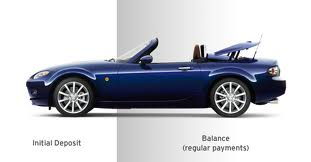 Initial Deposit
Balance
(regular payments)